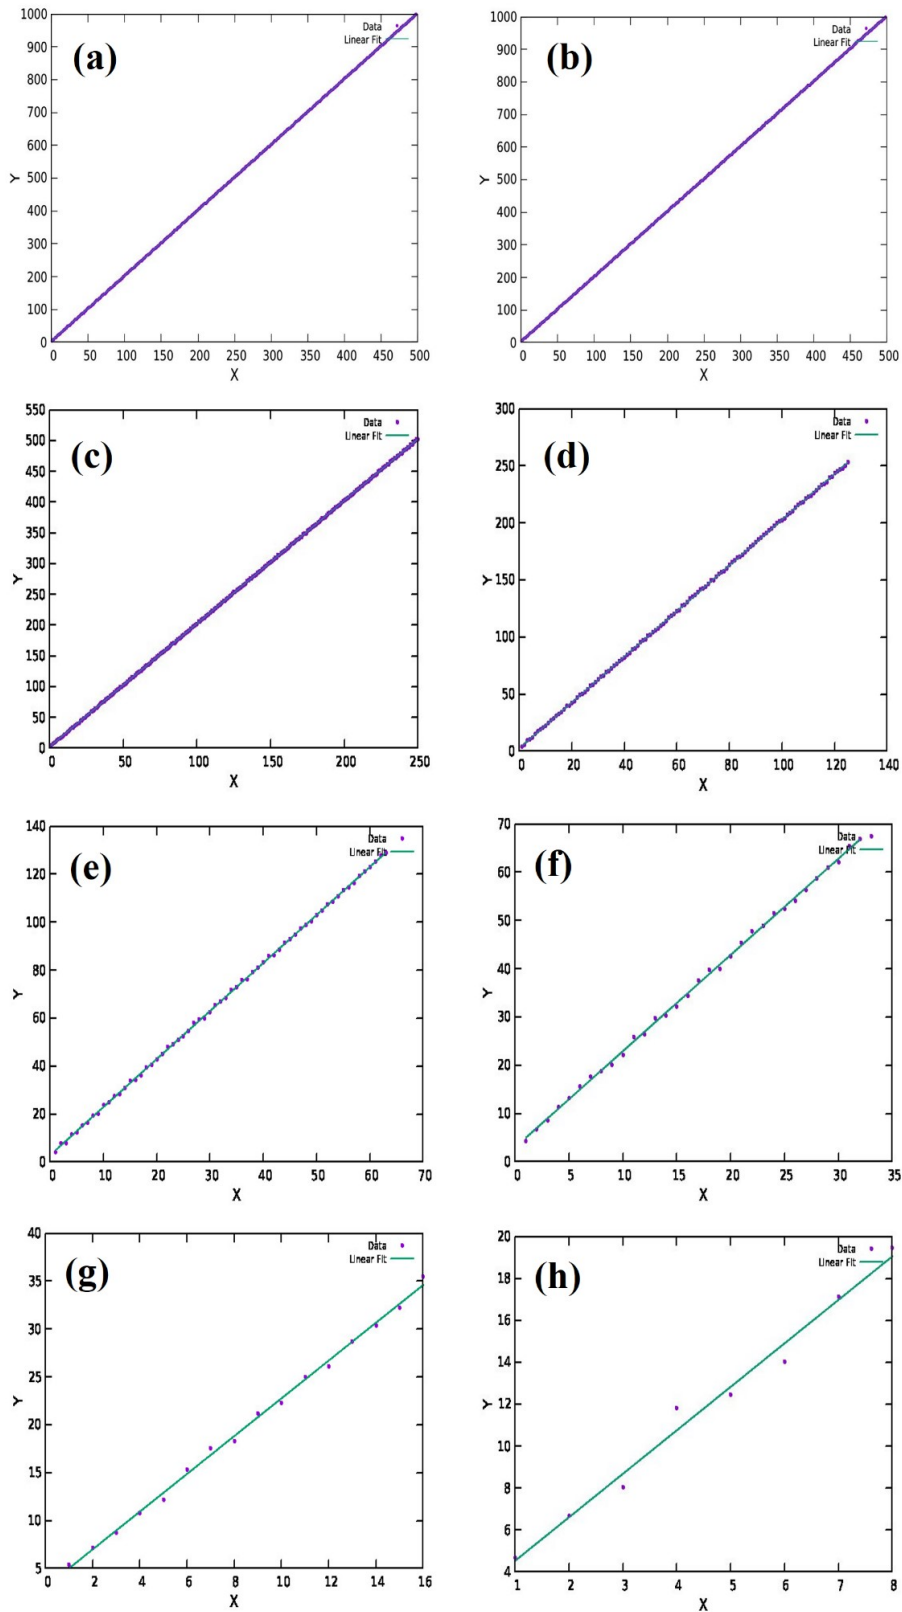 (a)
Data
Linear Fit
1000
900
800
700
600
500
400
300
200
100
0
Y
0 50 100 150 200 250 300 350 400 450 500
X
(b)
Data
Linear Fit
1000
900
800
700
600
500
400
300
200
100
0
Y
0 50 100 150 200 250 300 350 400 450 500
X
(c)
Data
Linear Fit
550
500
450
400
350
300
250
200
150
100
50
0
Y
0 50 100 150 200 250
X
(d)
Data
Linear Fit
300
250
200
150
100
50
0
Y
0 20 40 60 80 100 120 140
X
(e)
Data
Linear Fit
140
120
100
80
60
40
20
0
Y
0 10 20 30 40 50 60 70
X
(f)
Data
Linear Fit
70
60
50
40
30
20
10
0
Y
0 5 10 15 20 25 30 35
X
(g)
Data
Linear Fit
40
35
30
25
20
15
10
5
Y
0 2 4 6 8 10 12 14 16
X
(h)
Data
Linear Fit
20
18
16
14
12
10
8
6
4
Y
1 2 3 4 5 6 7 8
X